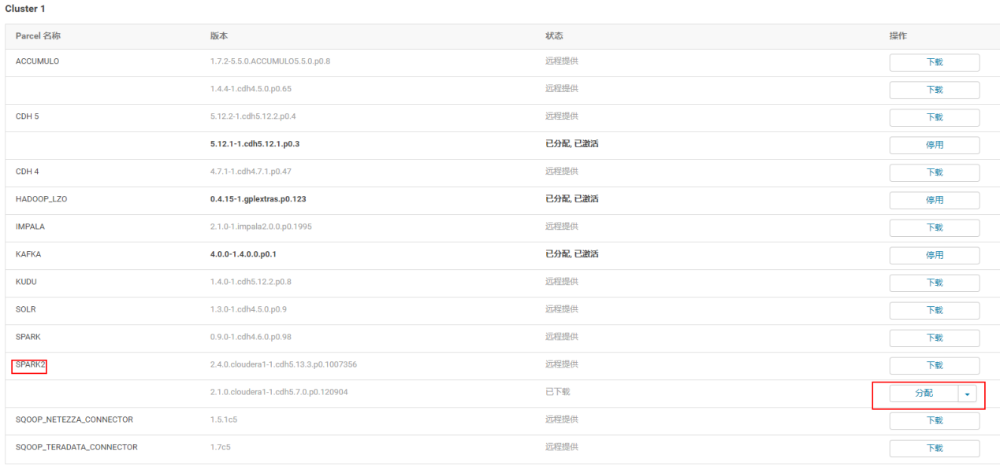 Cluster 1
Parcel 名称 版本 状态 操作
ACCUMULO 1.7.2-5.5.0.ACCUMULO5.5.0.p0.8 远程提供 下载
1.4.4-1.cdh4.5.0.p0.65 远程提供 下载
CDH 5 5.12.2-1.cdh5.12.2.p0.4 远程提供 下载
5.12.1-1.cdh5.12.1.p0.3 已分配, 已激活 停用
CDH 4 4.7.1-1.cdh4.7.1.p0.47 远程提供 下载
HADOOP_LZO 0.4.15-1.gplextras.p0.123 已分配, 已激活 停用
IMPALA 2.1.0-1.impala2.0.0.p0.1995 远程提供 下载
KAFKA 4.0.0-1.4.0.0.p0.1 已分配, 已激活 停用
KUDU 1.4.0-1.cdh5.12.2.p0.8 远程提供 下载
SOLR 1.3.0-1.cdh4.5.0.p0.9 远程提供 下载
SPARK 0.9.0-1.cdh4.6.0.p0.98 远程提供 下载
SPARK2 2.4.0.cloudera1-1.cdh5.13.3.p0.1007356 远程提供 下载
2.1.0.cloudera1-1.cdh5.7.0.p0.120904 已下载 分配
SQOOP_NETEZZA_CONNECTOR 1.5.1c5 远程提供 下载
SQOOP_TERADATA_CONNECTOR 1.7c5 远程提供 下载